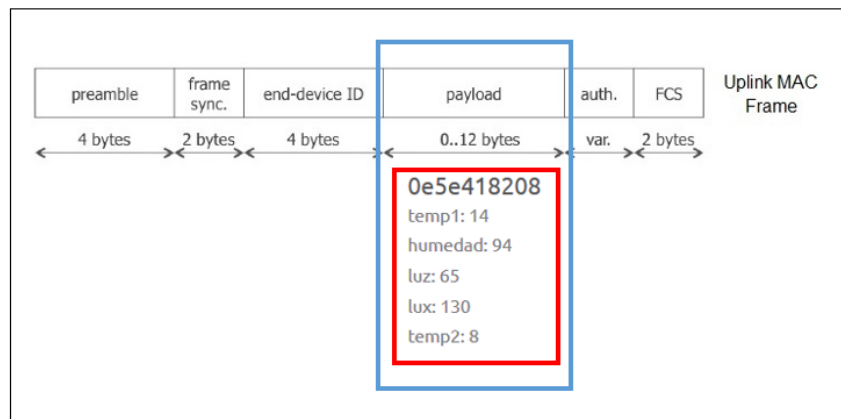 preamble
frame
sync.
end-device ID
payload
auth.
FCS
Uplink MAC
Frame
4 bytes
2 bytes
4 bytes
0..12 bytes
var.
2 bytes
0e5e418208
temp1: 14
humedad: 94
luz: 65
lux: 130
temp2: 8